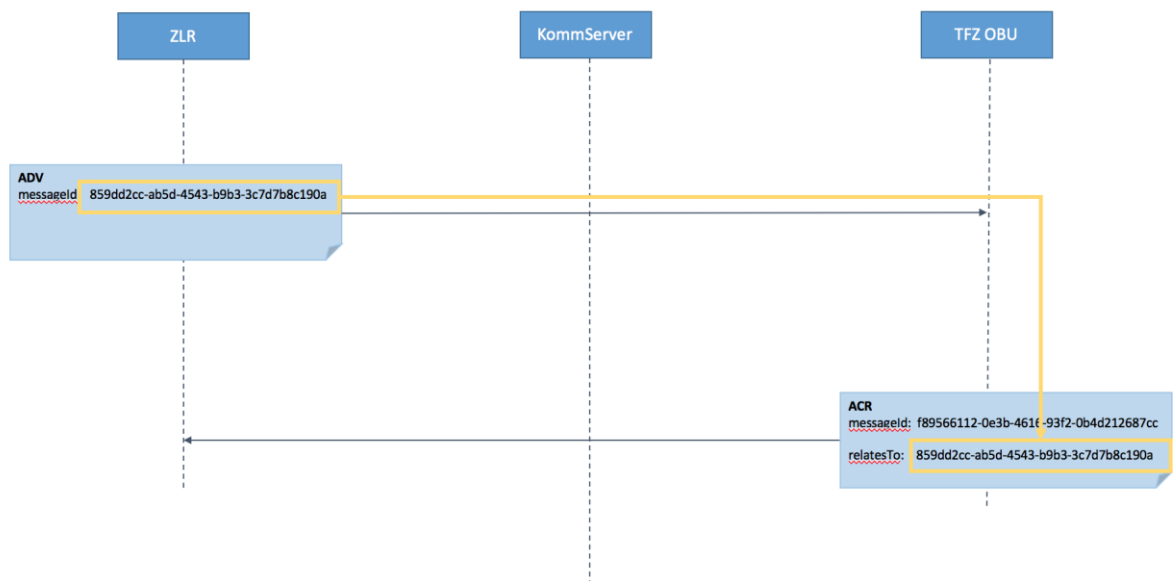 ZLR
KommServer
TFZ OBU
ADV
messageId 859dd2cc-ab5d-4543-b9b3-3c7d7b8c190a
ACR
messageId: f89566112-0e3b-4616-93f2-0b4d212687cc
relatesTo: 859dd2cc-ab5d-4543-b9b3-3c7d7b8c190a